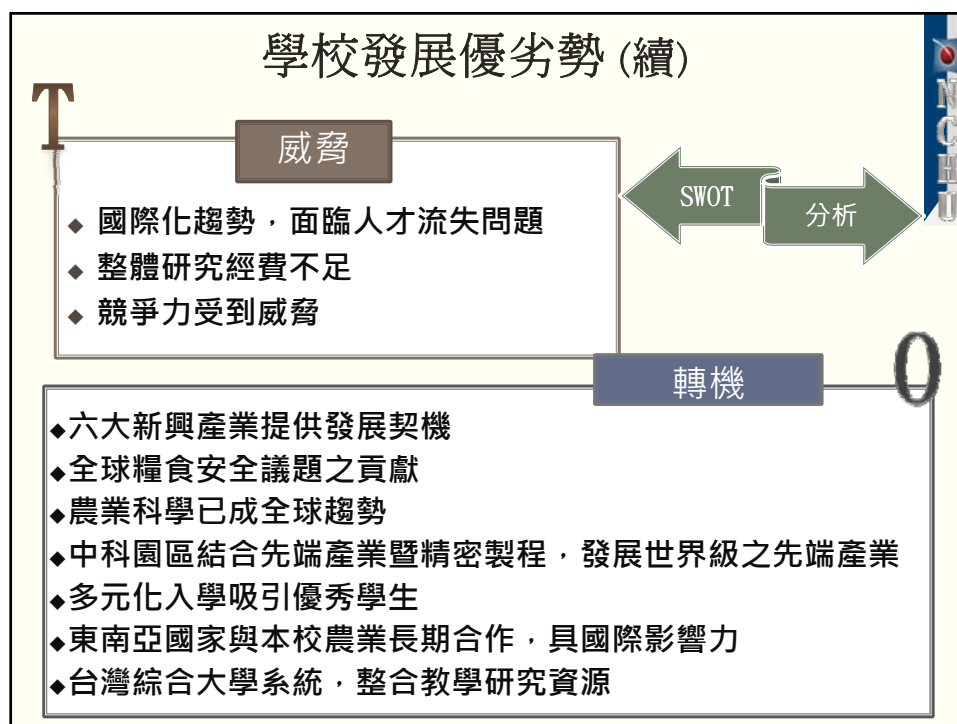 學校發展優劣勢(續)
NCHU
T
威脅
SWOT
分析
◆ 國際化趨勢，面臨人才流失問題
◆ 整體研究經費不足
◆ 競爭力受到威脅
轉機
O
◆六大新興產業提供發展契機
◆全球糧食安全議題之貢獻
◆農業科學已成全球趨勢
◆中科園區結合先端產業暨精密製程，發展世界級之先端產業
◆多元化入學吸引優秀學生
◆東南亞國家與本校農業長期合作，具國際影響力
◆台灣綜合大學系統，整合教學研究資源